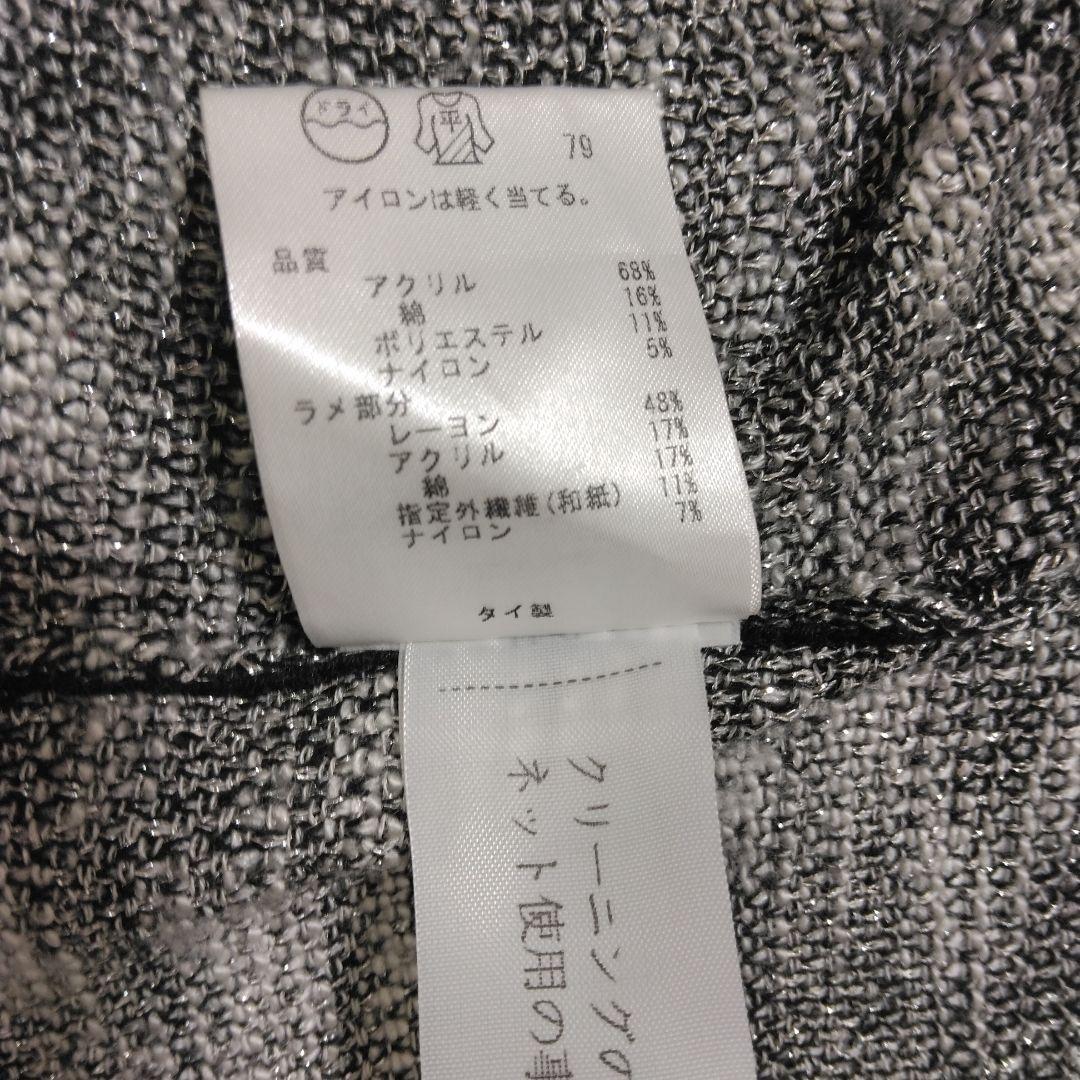 ドライ 平 79
アイロンは軽く当てる。
品質
アクリル 68%
綿 16%
ポリエステル 11%
ナイロン 5%
ラメ部分
レーヨン 48%
アクリル 17%
綿 17%
指定外繊維(和紙) 11%
ナイロン 7%
タイ製
クリーニングの
ネット使用の事